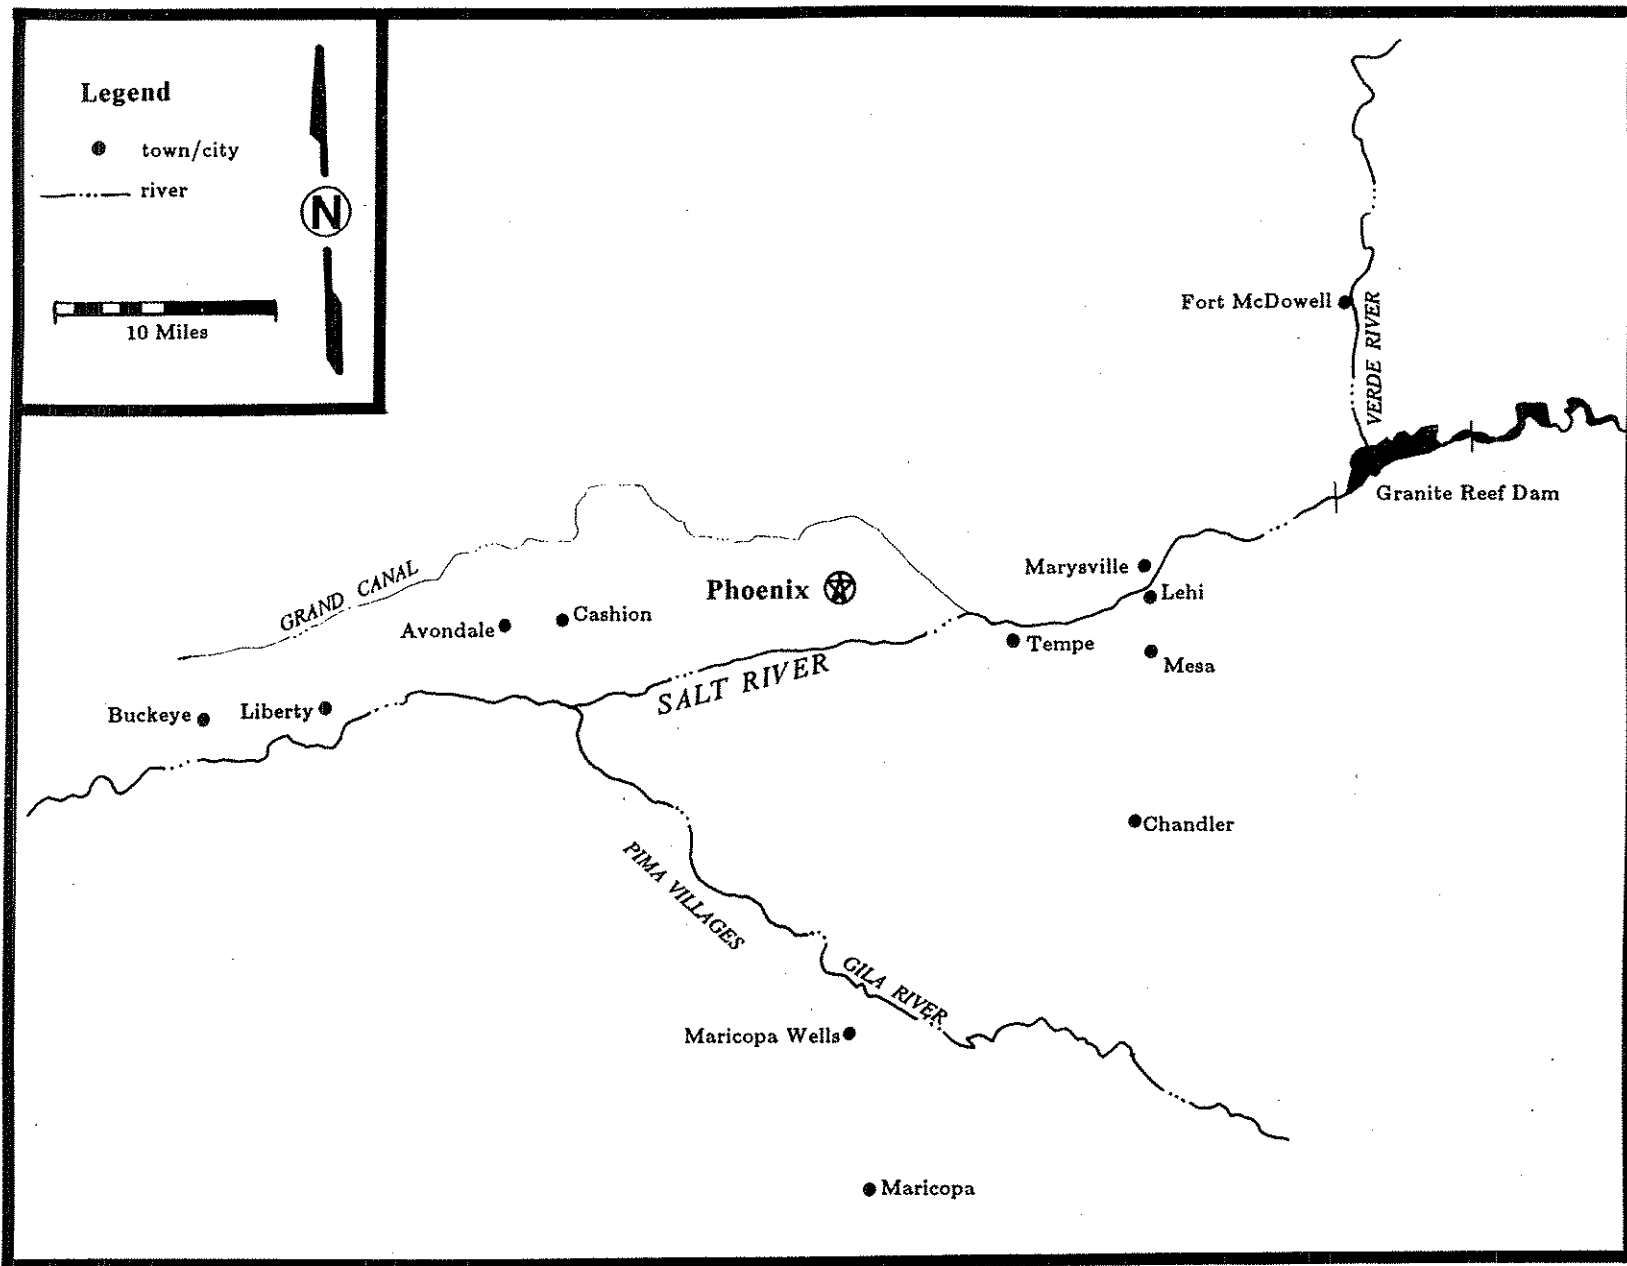 Legend
town/city
river
N
10 Miles
Fort McDowell
VERDE RIVER
Granite Reef Dam
GRAND CANAL
Marysville
Lehi
Phoenix
Cashion
Avondale
Tempe
Mesa
SALT RIVER
Buckeye
Liberty
Chandler
PIMA VILLAGES
GILA RIVER
Maricopa Wells
Maricopa